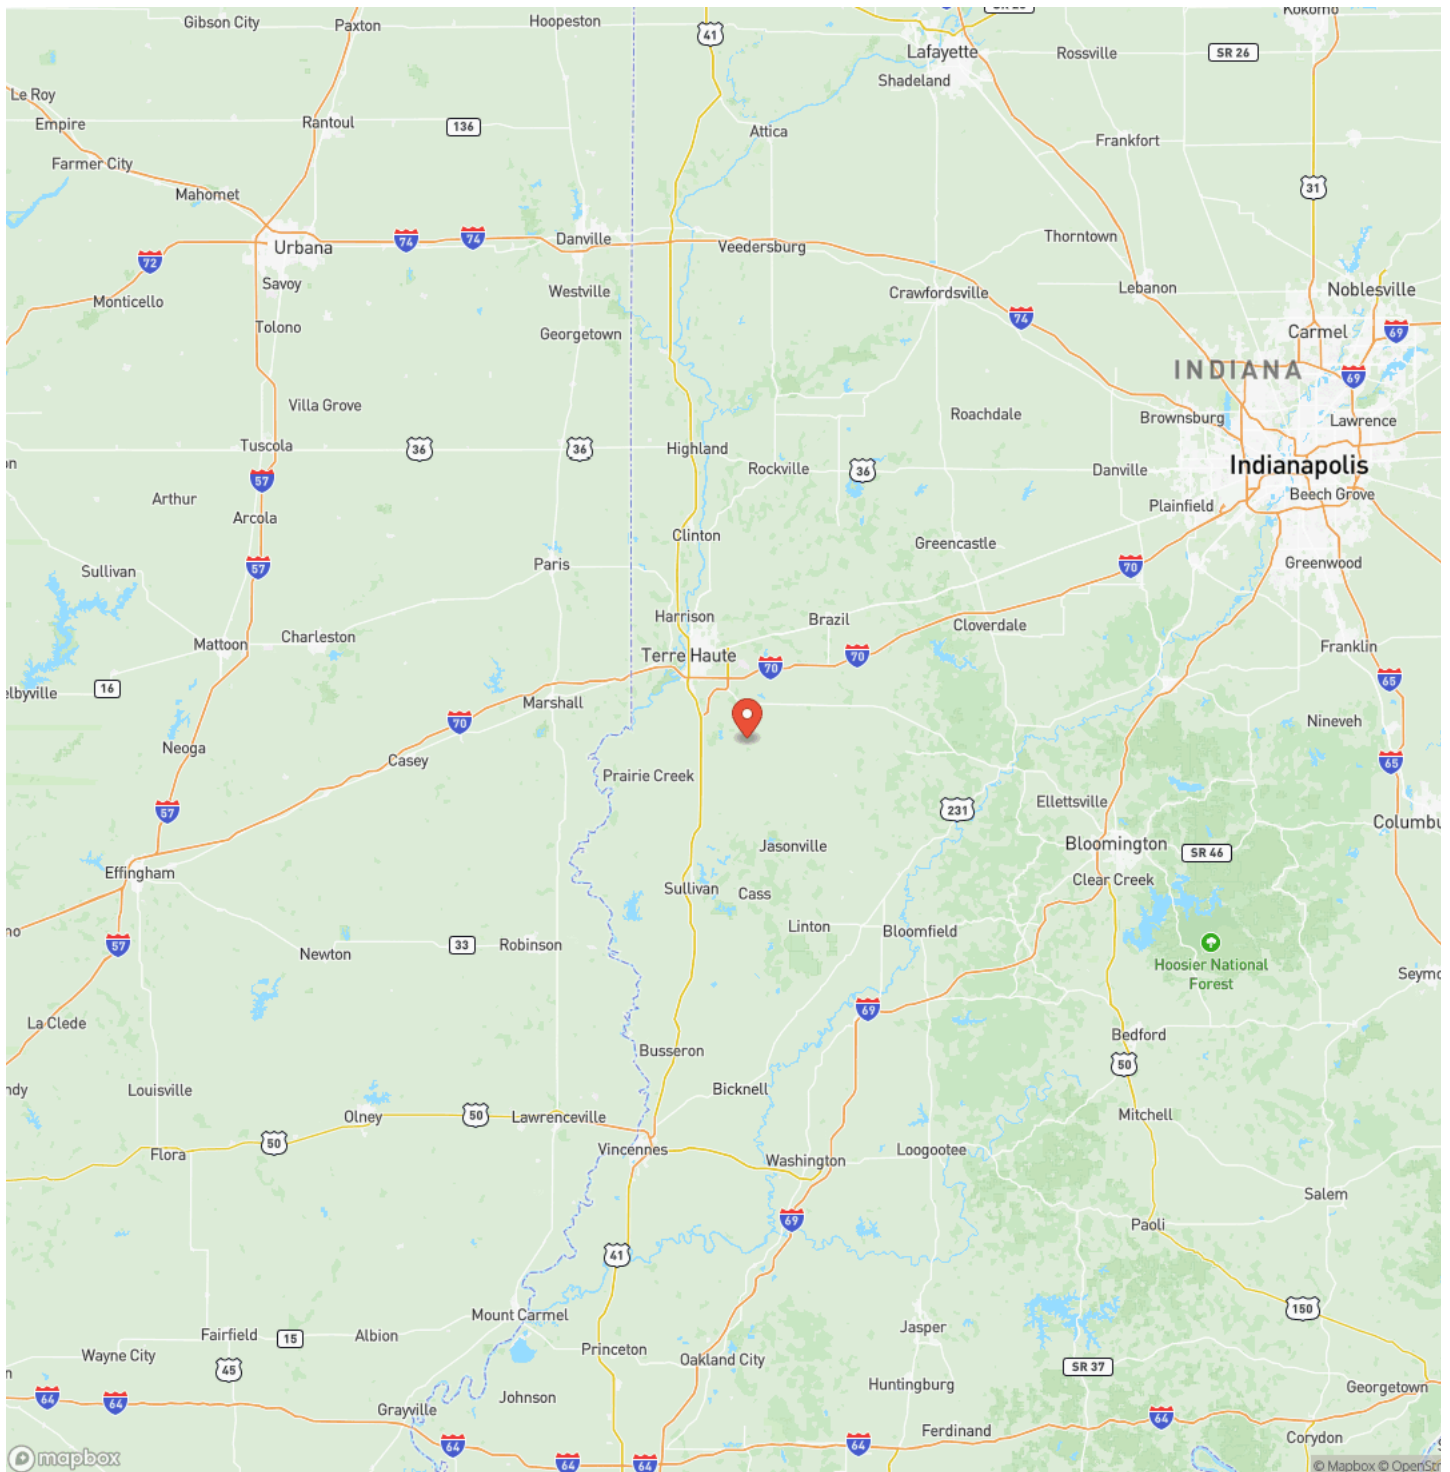 Gibson City
Paxton
Hoopeston
41
Lafayette
Kokomo
Rossville
SR 26
Shadeland
Le Roy
Empire
Rantoul
136
Attica
Frankfort
Farmer City
Mahomet
31
Urbana
74
74
Danville
Veedersburg
Thorntown
72
Savoy
Monticello
Westville
Crawfordsville
Lebanon
Noblesville
Tolono
Georgetown
74
Carmel
69
INDIANA
69
Villa Grove
Roachdale
Brownsburg
Lawrence
Tuscola
36
36
Highland
Rockville
36
Danville
Indianapolis
on
57
Arthur
Beech Grove
Arcola
Plainfield
Clinton
Greencastle
57
Sullivan
Paris
70
Greenwood
Harrison
Brazil
Cloverdale
Mattoon
Charleston
Terre Haute
70
70
Franklin
elbyville
16
Marshall
65
70
Nineveh
Neoga
Casey
65
Prairie Creek
57
231
Ellettsville
Columbu
Jasonville
Bloomington
SR 46
Effingham
Sullivan
Cass
Clear Creek
no
57
Newton
33
Robinson
Linton
Bloomfield
Hoosier National
Forest
Seymo
La Clede
69
Bedford
Busseron
50
ndy
Louisville
Bicknell
Olney
50
Lawrenceville
Mitchell
50
Flora
Vincennes
Washington
Loogootee
Salem
69
Paoli
41
150
Mount Carmel
Jasper
Fairfield
15
Albion
Wayne City
45
Princeton
Oakland City
SR 37
64
64
Johnson
Huntingburg
Georgetown
Grayville
64
64
64
64
Ferdinand
64
Corydon
mapbox
© Mapbox © OpenStr